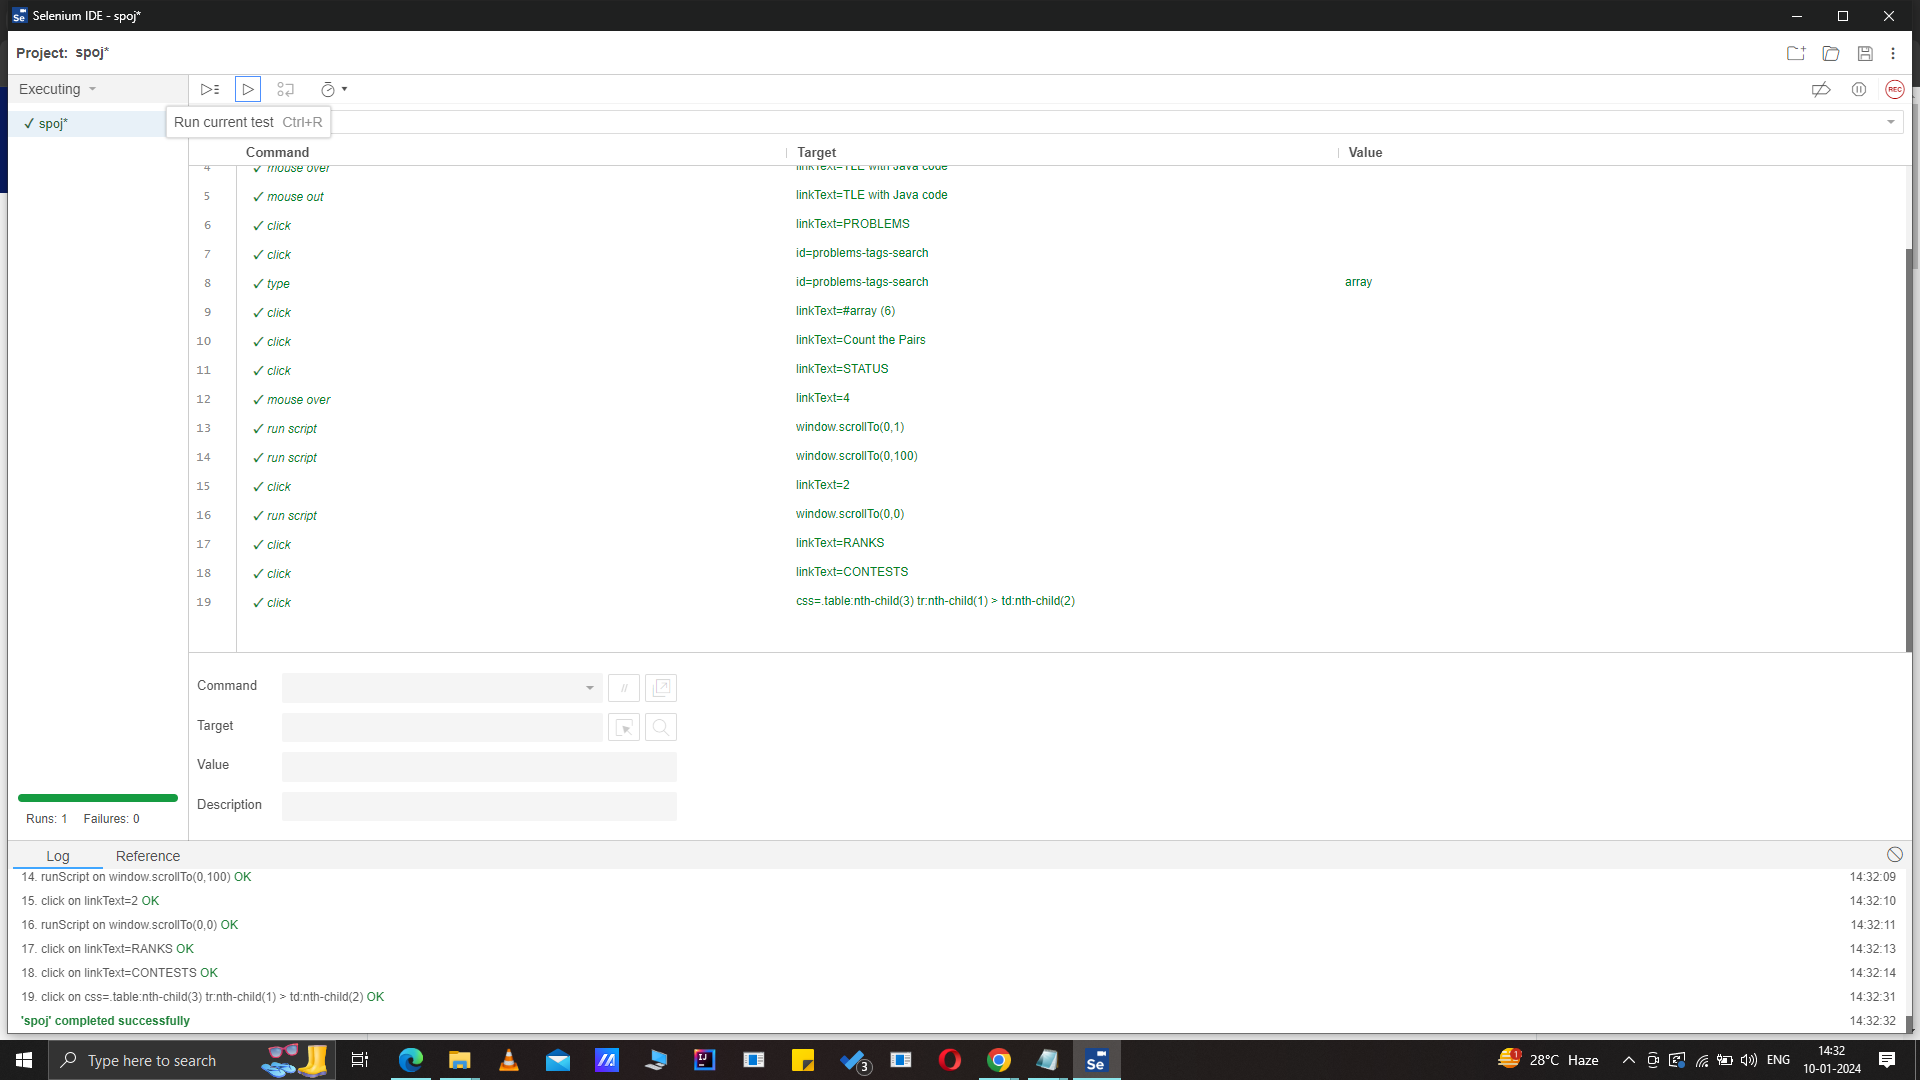 Selenium IDE - spoj*
Project: spoj*
Executing
✓ spoj*
Run current test Ctrl+R
REC
Command Target Value
4 ✓ mouse over linkText=TLE with Java code
5 ✓ mouse out linkText=TLE with Java code
6 ✓ click linkText=PROBLEMS
7 ✓ click id=problems-tags-search
8 ✓ type id=problems-tags-search array
9 ✓ click linkText=#array (6)
10 ✓ click linkText=Count the Pairs
11 ✓ click linkText=STATUS
12 ✓ mouse over linkText=4
13 ✓ run script window.scrollTo(0,1)
14 ✓ run script window.scrollTo(0,100)
15 ✓ click linkText=2
16 ✓ run script window.scrollTo(0,0)
17 ✓ click linkText=RANKS
18 ✓ click linkText=CONTESTS
19 ✓ click css=.table:nth-child(3) tr:nth-child(1) > td:nth-child(2)
Command
//
Target
Value
Description
Runs: 1 Failures: 0
Log Reference
14. runScript on window.scrollTo(0,100) OK 14:32:09
15. click on linkText=2 OK 14:32:10
16. runScript on window.scrollTo(0,0) OK 14:32:11
17. click on linkText=RANKS OK 14:32:13
18. click on linkText=CONTESTS OK 14:32:14
19. click on css=.table:nth-child(3) tr:nth-child(1) > td:nth-child(2) OK 14:32:31
'spoj' completed successfully 14:32:32
Type here to search
IJ
3
Se
1
28°C Haze
ENG
14:32
10-01-2024